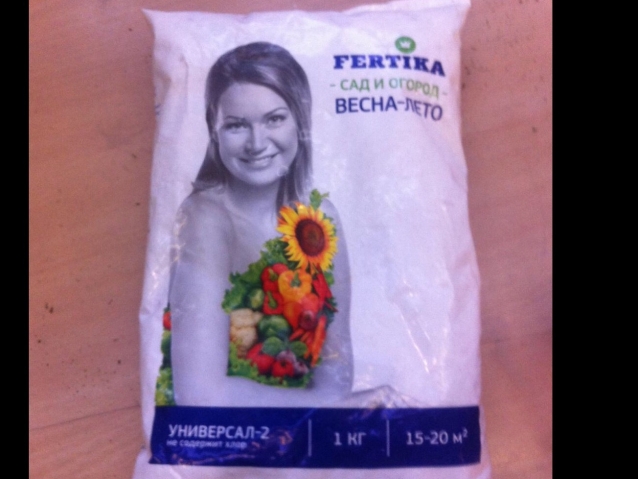 FERTIKA
- САД И ОГОРОД -
ВЕСНА-ЛЕТО
УНИВЕРСАЛ-2
не содержит хлор
1 КГ
15-20 м²